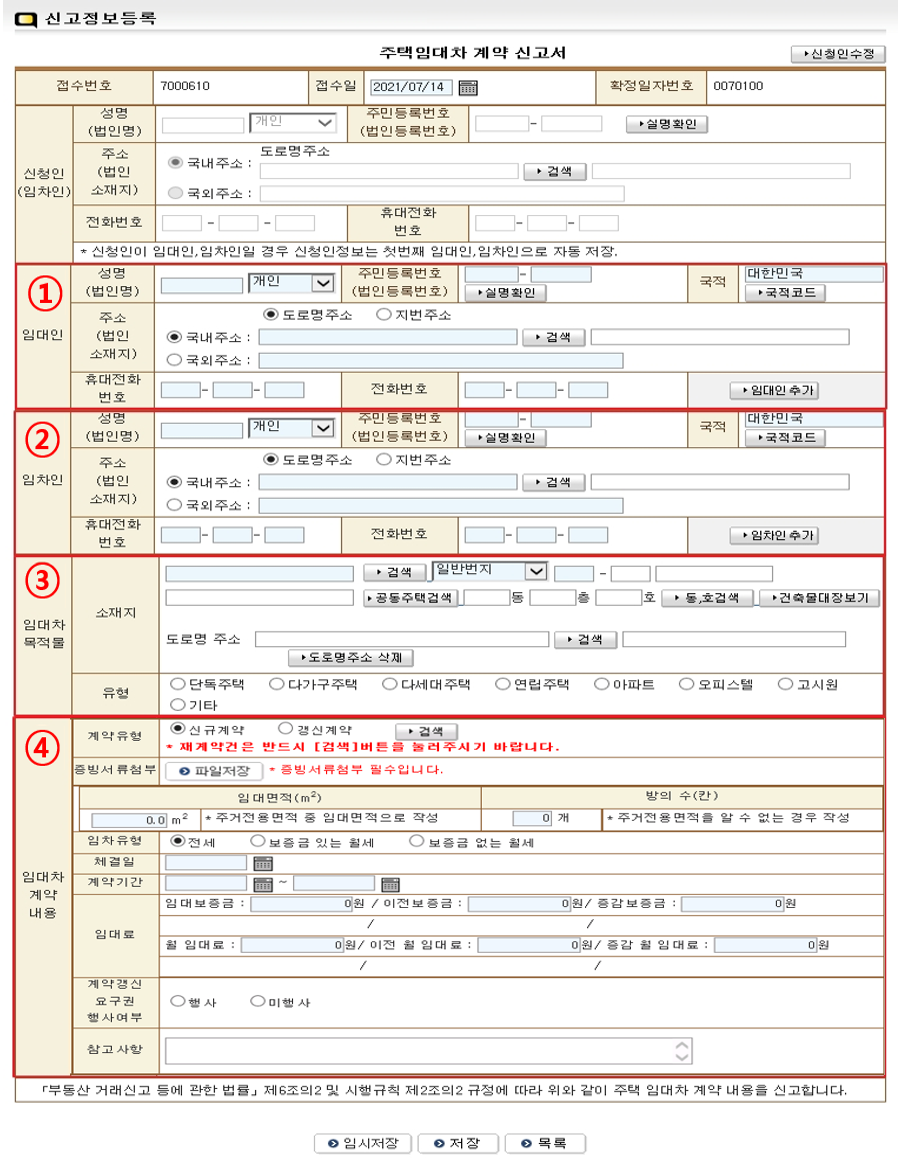 신고정보등록
주택임대차 계약 신고서
신청인수정
접수번호 7000610 접수일 2021/07/14 확정일자번호 0070100
신청인
(임차인)
성명
(법인명)
개인
주민등록번호
(법인등록번호)
-
실명확인
주소
(법인
소재지)
도로명주소
국내주소 :
검색
국외주소 :
전화번호 - -
휴대전화
번호
- -
* 신청인이 임대인,임차인일 경우 신청인정보는 첫번째 임대인,임차인으로 자동 저장.
①
임대인
성명
(법인명)
개인
주민등록번호
(법인등록번호)
-
실명확인
국적
대한민국
국적코드
주소
(법인
소재지)
도로명주소 지번주소
국내주소 :
검색
국외주소 :
휴대전화
번호
- -
전화번호 - -
임대인 추가
②
임차인
성명
(법인명)
개인
주민등록번호
(법인등록번호)
-
실명확인
국적
대한민국
국적코드
주소
(법인
소재지)
도로명주소 지번주소
국내주소 :
검색
국외주소 :
휴대전화
번호
- -
전화번호 - -
임차인 추가
③
임대차
목적물
소재지
검색 일반번지 -
공동주택검색 동 층 호 동,호검색 건축물대장보기
도로명 주소 검색
도로명주소 삭제
유형
단독주택 다가구주택 다세대주택 연립주택 아파트 오피스텔 고시원
기타
④
임대차
계약
내용
계약유형
신규계약 갱신계약 검색
* 재계약건은 반드시 [검색]버튼을 눌러주시기 바랍니다.
증빙서류첨부 파일저장 * 증빙서류첨부 필수입니다.
임대면적(m²) 방의 수(칸)
0.0 m² * 주거전용면적 중 임대면적으로 작성 0 개 * 주거전용면적을 알 수 없는 경우 작성
임차유형 전세 보증금 있는 월세 보증금 없는 월세
체결일
계약기간 ~
임대료
임대보증금 : 0원 / 이전보증금 : 0원/ 증감보증금 : 0원
/ /
월 임대료 : 0원/ 이전 월 임대료 : 0원/ 증감 월 임대료 : 0원
/ /
계약갱신
요구권
행사여부
행사 미행사
참고사항
「부동산 거래신고 등에 관한 법률」 제6조의2 및 시행규칙 제2조의2 규정에 따라 위와 같이 주택 임대차 계약 내용을 신고합니다.
임시저장 저장 목록